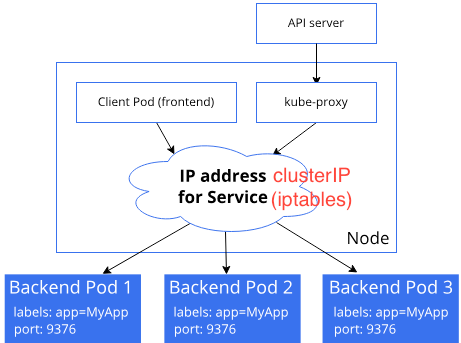 API server
Client Pod (frontend)
kube-proxy
IP address
for Service
clusterIP
(iptables)
Node
Backend Pod 1
labels: app=MyApp
port: 9376
Backend Pod 2
labels: app=MyApp
port: 9376
Backend Pod 3
labels: app=MyApp
port: 9376